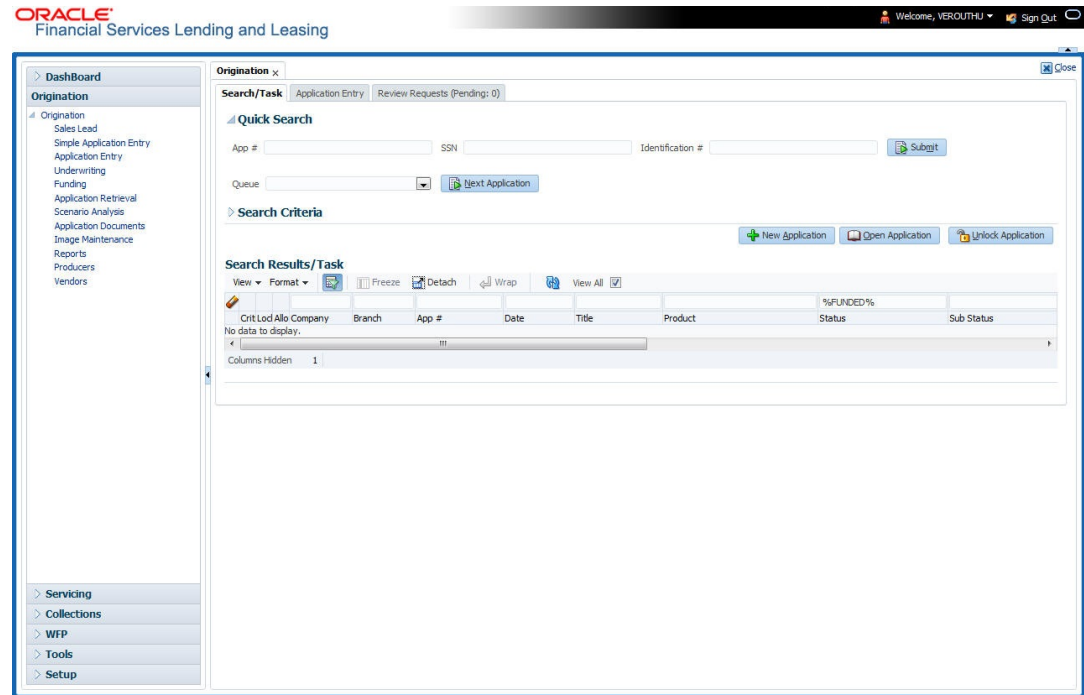 ORACLE®
Financial Services Lending and Leasing
Welcome, VEROUTHU
Sign Out
Close
DashBoard
Origination
Origination
Sales Lead
Simple Application Entry
Application Entry
Underwriting
Funding
Application Retrieval
Scenario Analysis
Application Documents
Image Maintenance
Reports
Producers
Vendors
Servicing
Collections
WFP
Tools
Setup
Origination x
Search/Task Application Entry Review Requests (Pending: 0)
Quick Search
App # SSN Identification # Submit
Queue Next Application
Search Criteria
New Application Open Application Unlock Application
Search Results/Task
View Format Freeze Detach Wrap View All
%FUNDED%
Crit Loc Allo Company Branch App # Date Title Product Status Sub Status
No data to display.
Columns Hidden 1